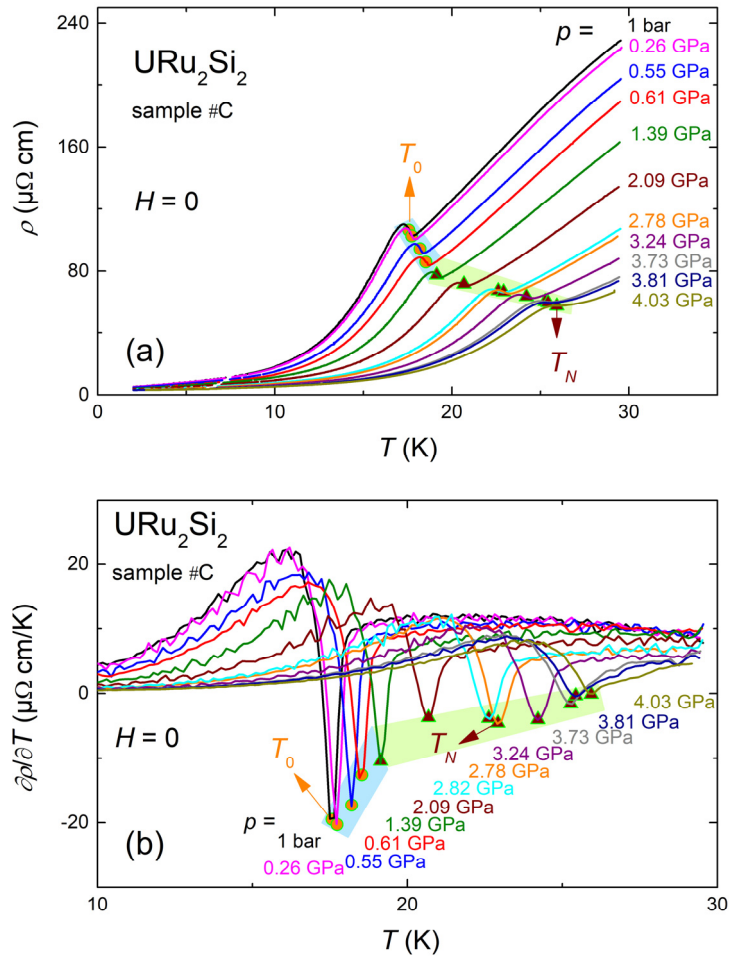 240
160
80
0
ρ (μΩ cm)
URu2Si2
sample #C
H = 0
p =
1 bar
0.26 GPa
0.55 GPa
0.61 GPa
1.39 GPa
2.09 GPa
2.78 GPa
3.24 GPa
3.73 GPa
3.81 GPa
4.03 GPa
T0
TN
(a)
0 10 20 30
T (K)
20
0
-20
∂ρ/∂T (μΩ cm/K)
URu2Si2
sample #C
H = 0
T0
TN
4.03 GPa
3.81 GPa
3.73 GPa
3.24 GPa
2.78 GPa
2.82 GPa
2.09 GPa
1.39 GPa
0.61 GPa
0.55 GPa
p =
1 bar
0.26 GPa
(b)
10 20 30
T (K)